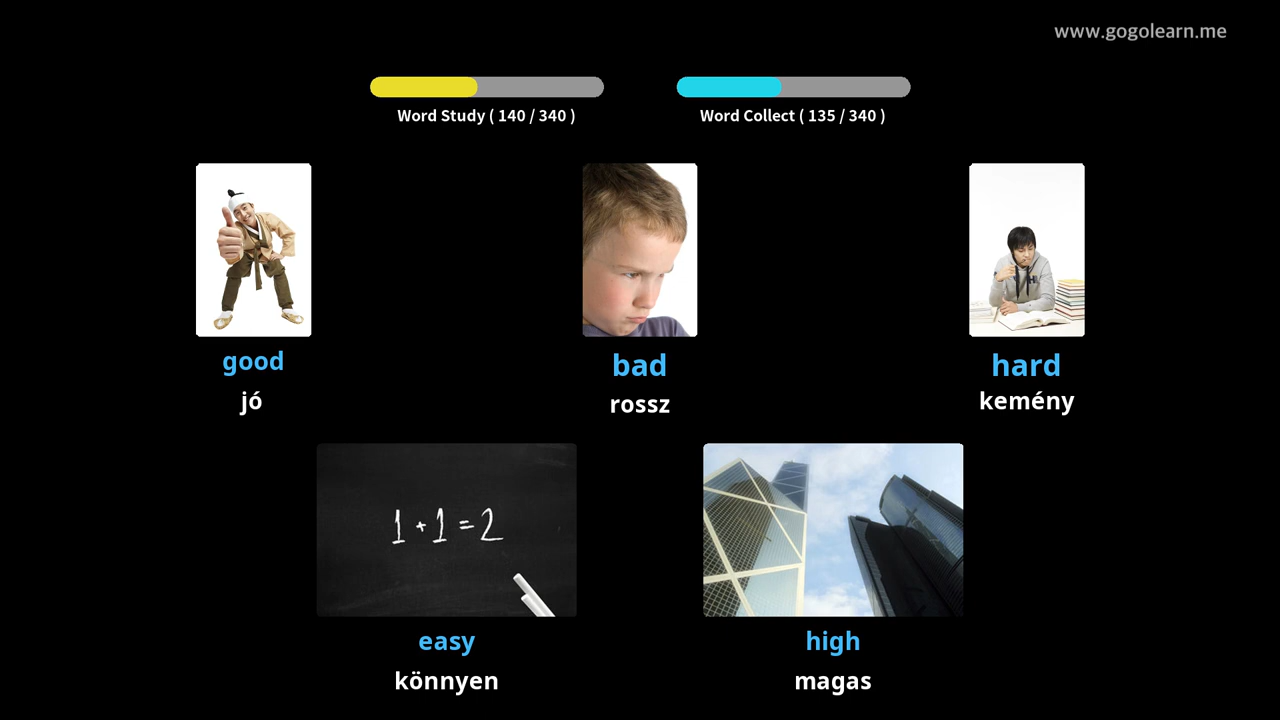 www.gogolearn.me
Word Study ( 140 / 340 )
Word Collect ( 135 / 340 )
good
jó
bad
rossz
hard
kemény
1 + 1 = 2
easy
könnyen
high
magas